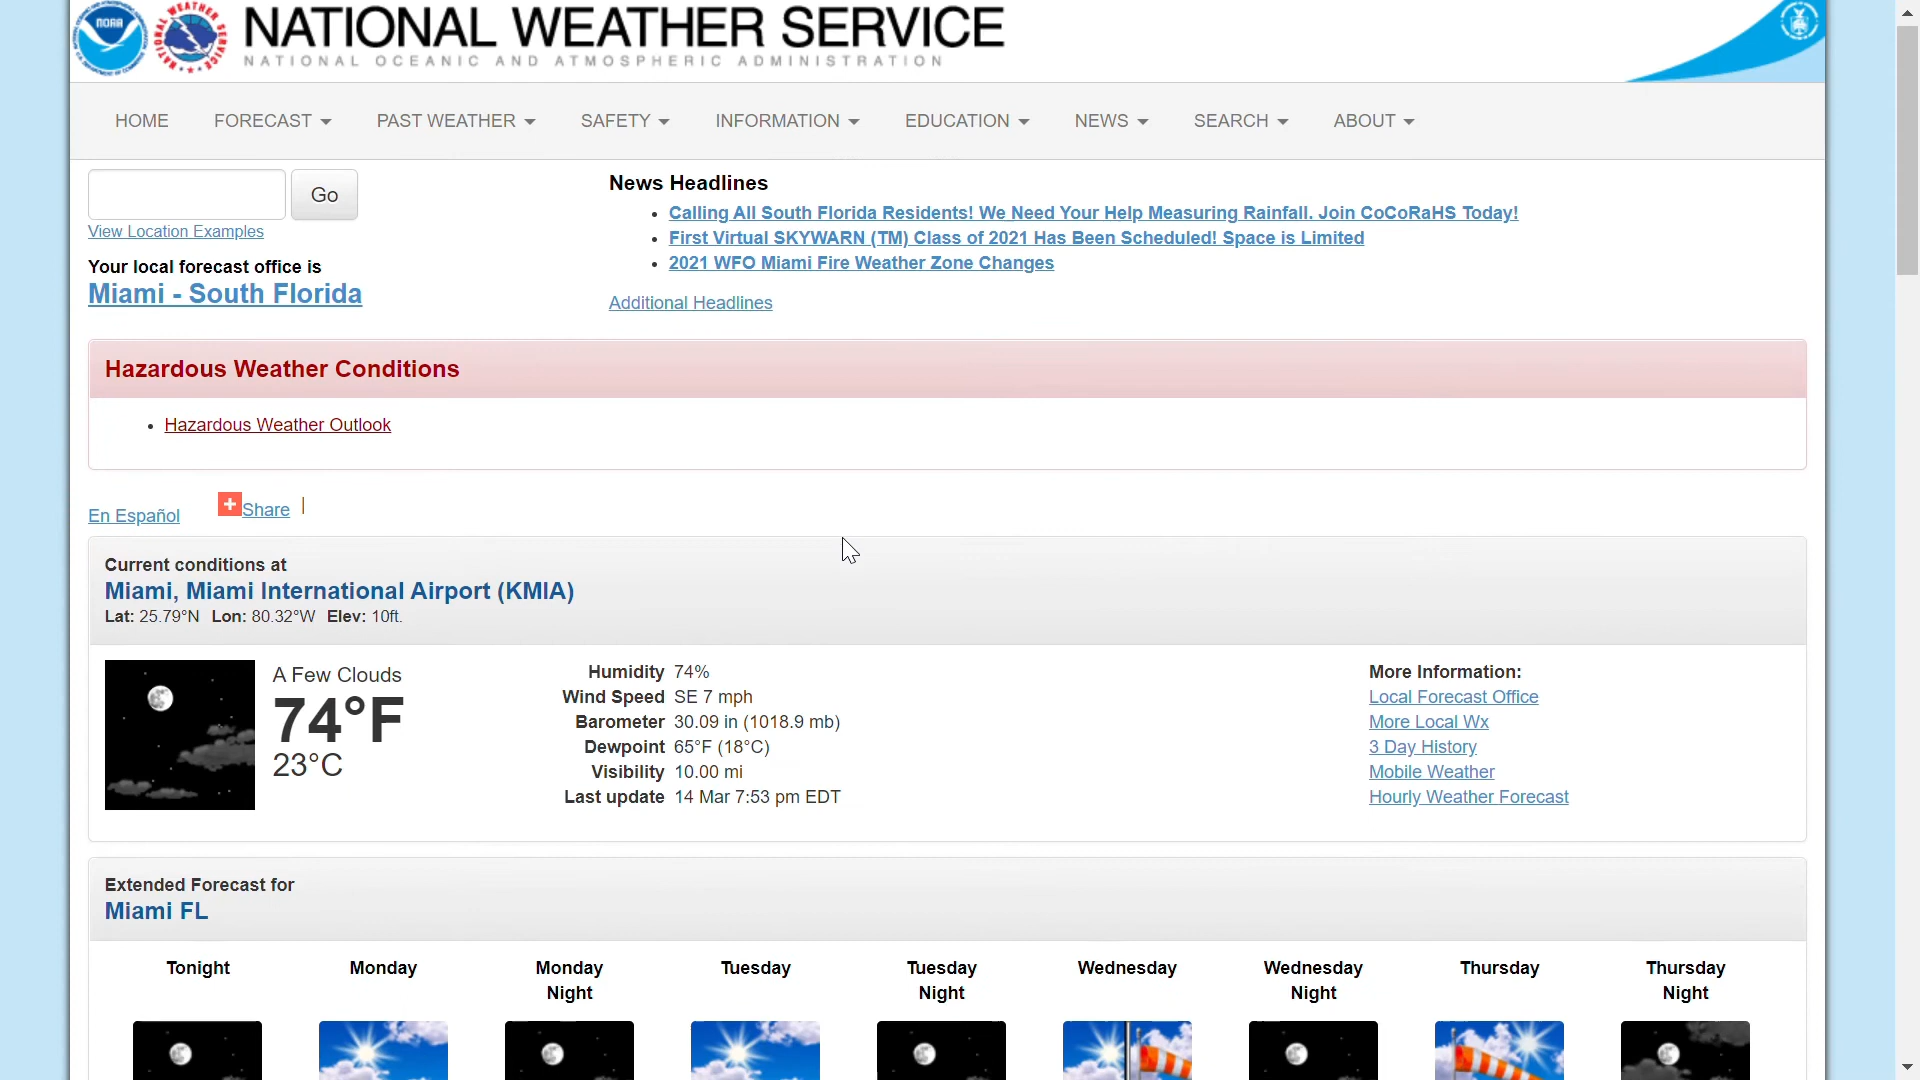 NATIONAL WEATHER SERVICE
NATIONAL OCEANIC AND ATMOSPHERIC ADMINISTRATION
HOME FORECAST PAST WEATHER SAFETY INFORMATION EDUCATION NEWS SEARCH ABOUT
Go
View Location Examples
Your local forecast office is
Miami - South Florida
News Headlines
Calling All South Florida Residents! We Need Your Help Measuring Rainfall. Join CoCoRaHS Today!
First Virtual SKYWARN (TM) Class of 2021 Has Been Scheduled! Space is Limited
2021 WFO Miami Fire Weather Zone Changes
Additional Headlines
Hazardous Weather Conditions
Hazardous Weather Outlook
En Español Share |
Current conditions at
Miami, Miami International Airport (KMIA)
Lat: 25.79°N Lon: 80.32°W Elev: 10ft.
A Few Clouds
74°F
23°C
Humidity 74%
Wind Speed SE 7 mph
Barometer 30.09 in (1018.9 mb)
Dewpoint 65°F (18°C)
Visibility 10.00 mi
Last update 14 Mar 7:53 pm EDT
More Information:
Local Forecast Office
More Local Wx
3 Day History
Mobile Weather
Hourly Weather Forecast
Extended Forecast for
Miami FL
Tonight
Monday
Monday
Night
Tuesday
Tuesday
Night
Wednesday
Wednesday
Night
Thursday
Thursday
Night